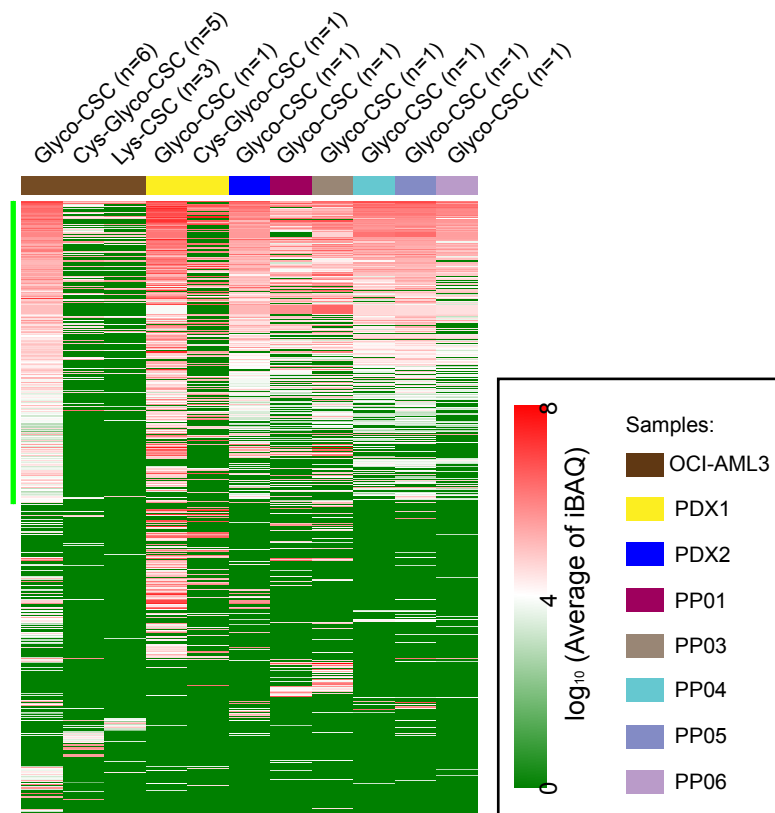 Glyco-CSC (n=6)
Cys-Glyco-CSC (n=5)
Lys-CSC (n=3)
Glyco-CSC (n=1)
Cys-Glyco-CSC (n=1)
Glyco-CSC (n=1)
Glyco-CSC (n=1)
Glyco-CSC (n=1)
Glyco-CSC (n=1)
Glyco-CSC (n=1)
Glyco-CSC (n=1)
8
4
0
log₁₀ (Average of iBAQ)
Samples:
OCI-AML3
PDX1
PDX2
PP01
PP03
PP04
PP05
PP06